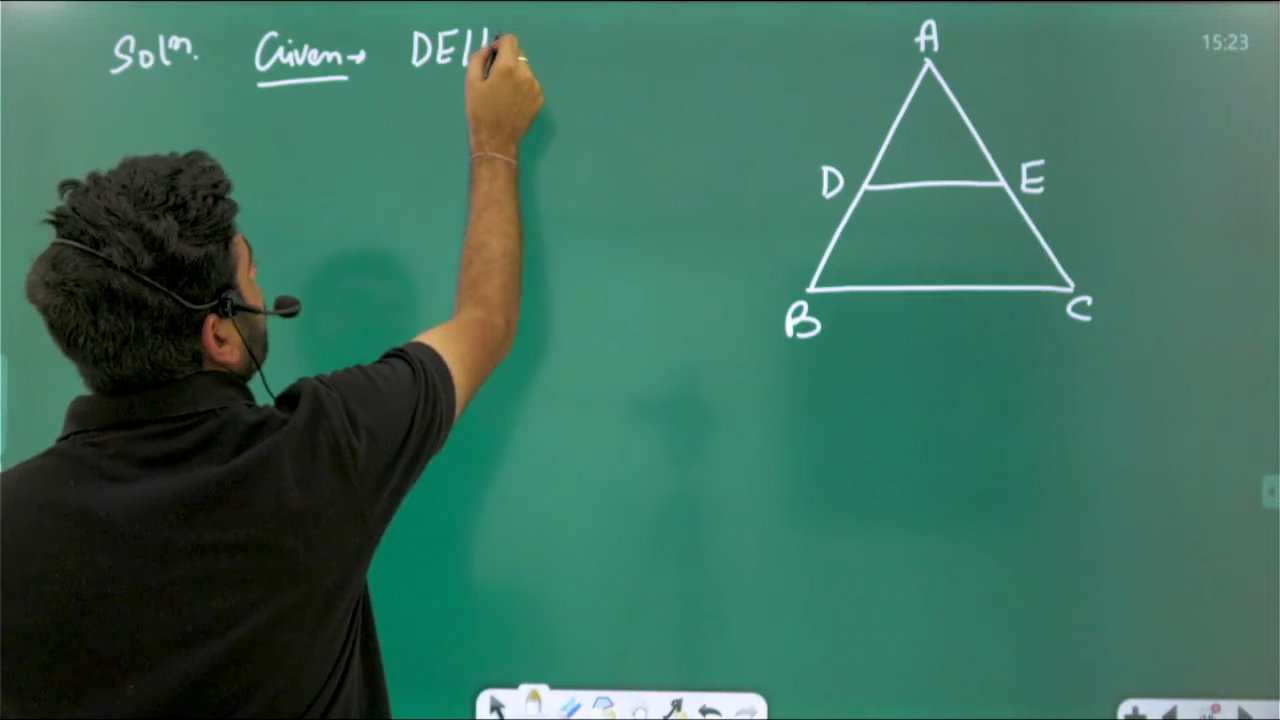 Soln. Given→ DE||
A
15:23
D
E
B
C